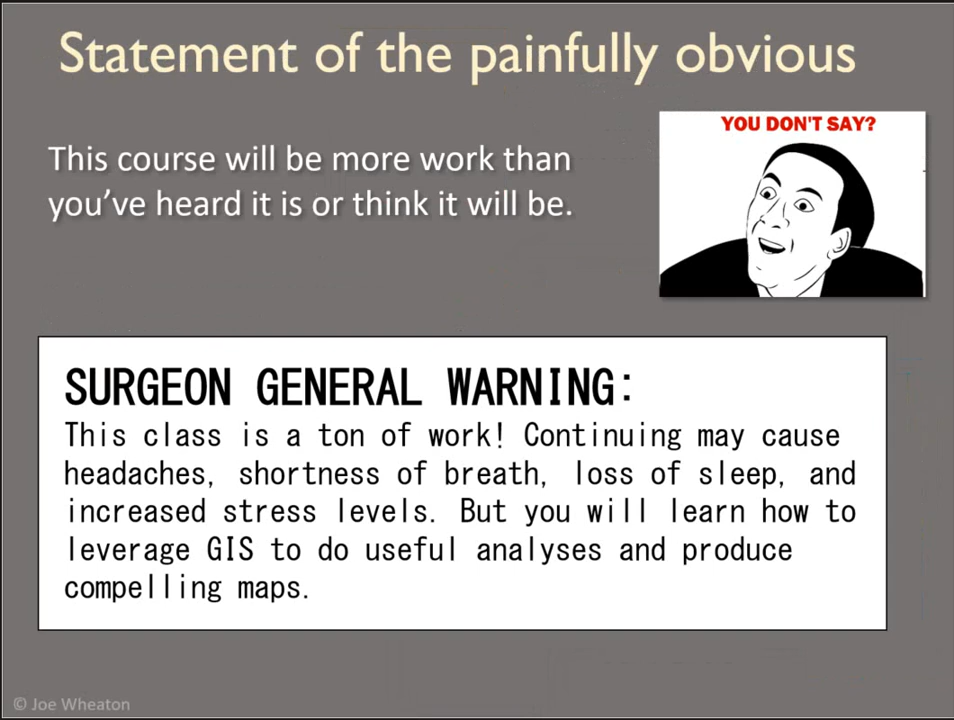 Statement of the painfully obvious
YOU DON'T SAY?
This course will be more work than
you've heard it is or think it will be.
SURGEON GENERAL WARNING:
This class is a ton of work! Continuing may cause
headaches, shortness of breath, loss of sleep, and
increased stress levels. But you will learn how to
leverage GIS to do useful analyses and produce
compelling maps.
© Joe Wheaton